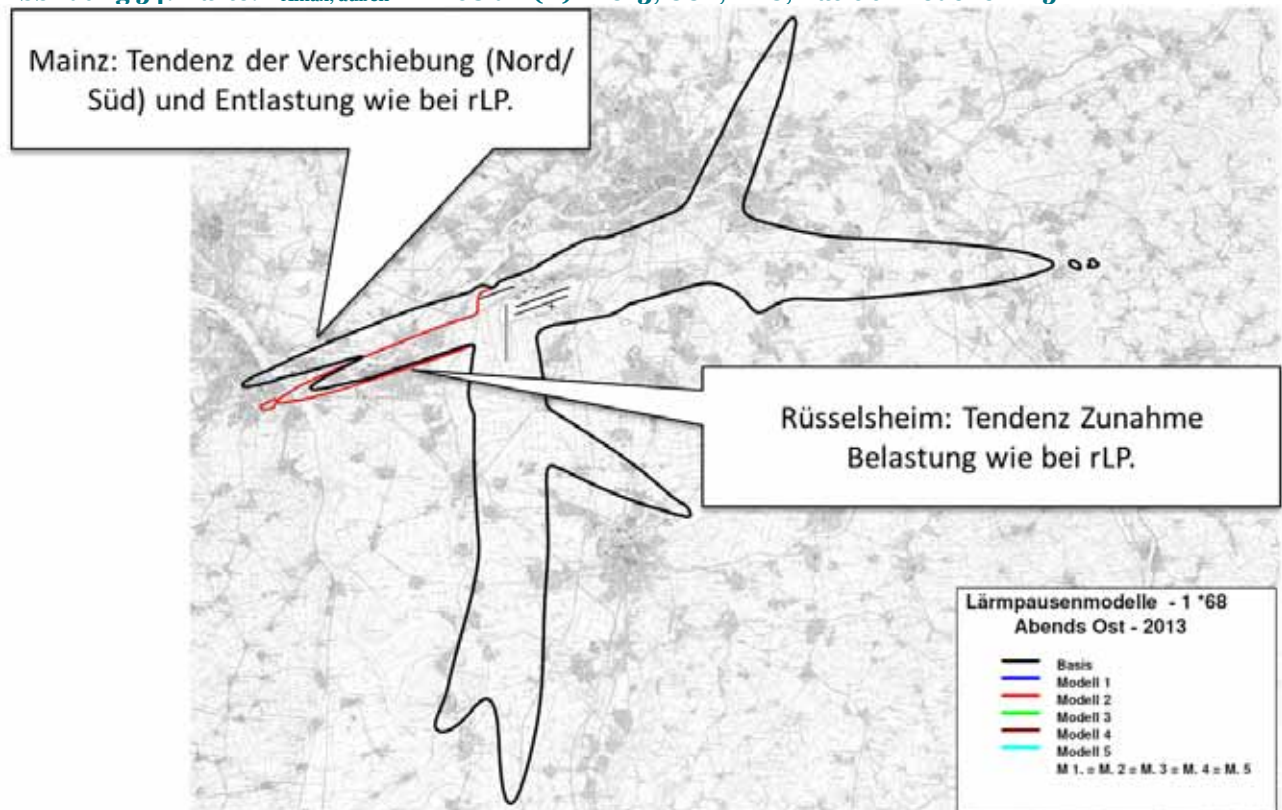 Mainz: Tendenz der Verschiebung (Nord/
Süd) und Entlastung wie bei rLP.
Rüsselsheim: Tendenz Zunahme
Belastung wie bei rLP.
Lärmpausenmodelle - 1 *68
Abends Ost - 2013
Basis
Modell 1
Modell 2
Modell 3
Modell 4
Modell 5
M 1. = M. 2 = M. 3 = M. 4 = M. 5